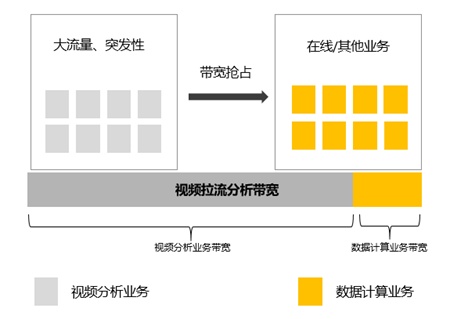 大流量、突发性
带宽抢占
在线/其他业务
视频拉流分析带宽
视频分析业务带宽
数据计算业务带宽
视频分析业务
数据计算业务